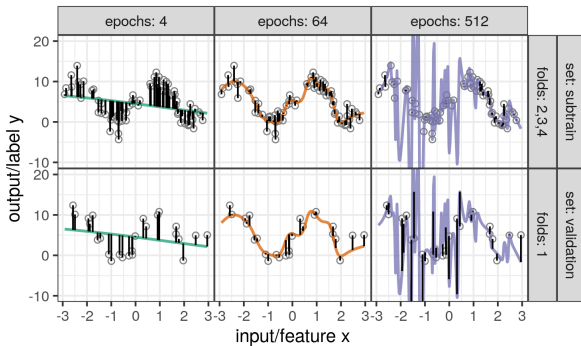 epochs: 4 epochs: 64 epochs: 512
output/label y
20
10
0
-10
set: subtrain
folds: 2,3,4
20
10
0
-10
set: validation
folds: 1
-3 -2 -1 0 1 2 3 -3 -2 -1 0 1 2 3 -3 -2 -1 0 1 2 3
input/feature x